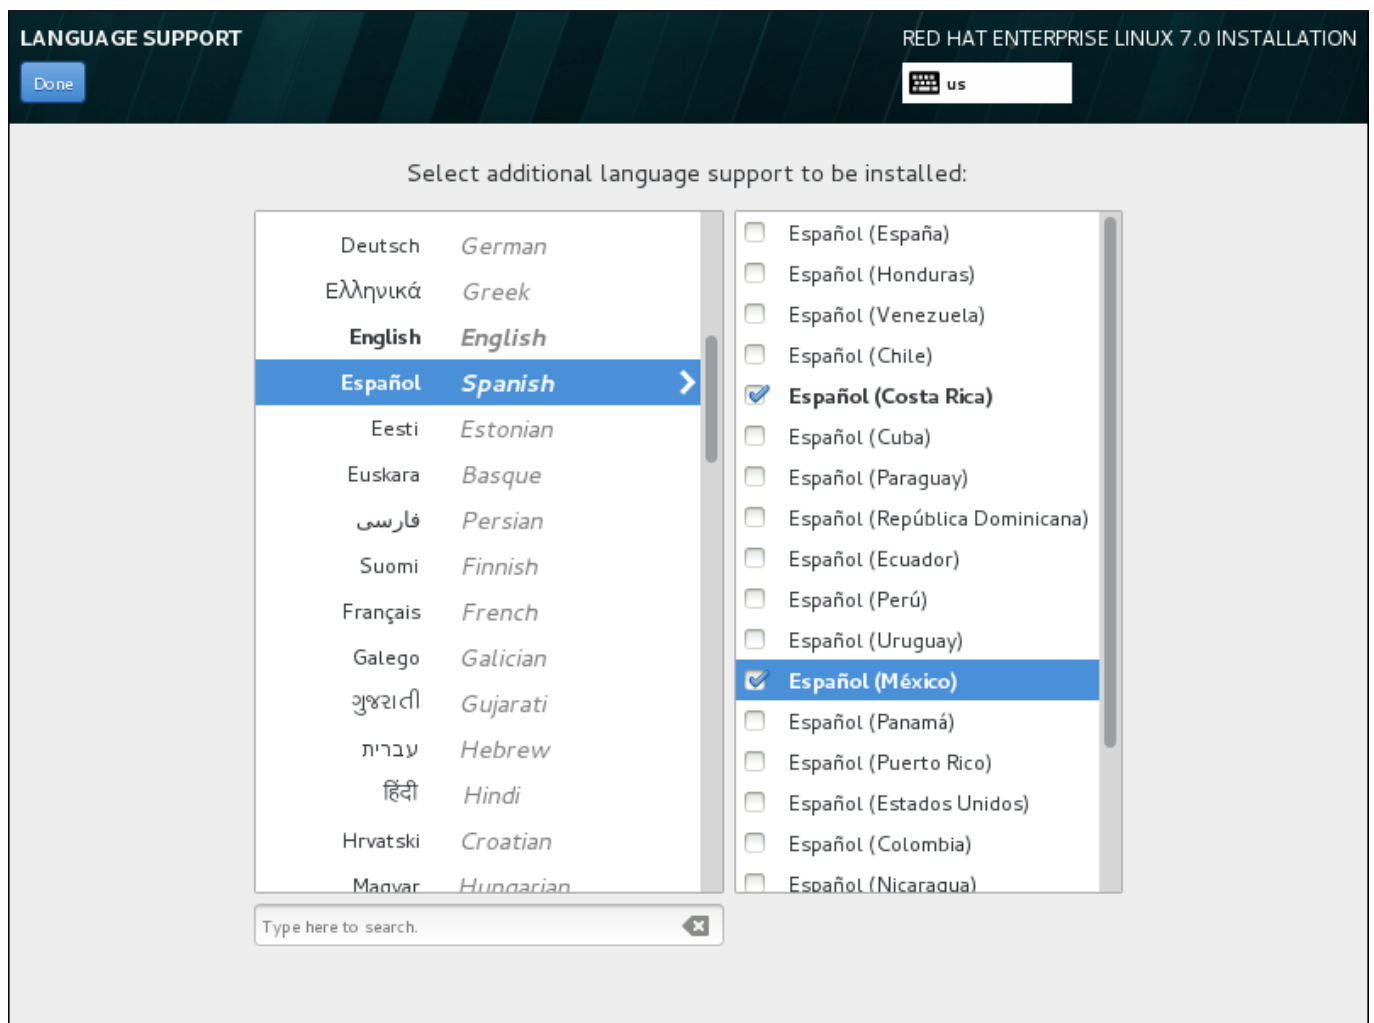 LANGUAGE SUPPORT
RED HAT ENTERPRISE LINUX 7.0 INSTALLATION
Done
us
Select additional language support to be installed:
Deutsch German
Ελληνικά Greek
English English
Español Spanish
Eesti Estonian
Euskara Basque
فارسی Persian
Suomi Finnish
Français French
Galego Galician
ગુજરાતી Gujarati
עברית Hebrew
हिंदी Hindi
Hrvatski Croatian
Magyar Hungarian
Español (España)
Español (Honduras)
Español (Venezuela)
Español (Chile)
Español (Costa Rica)
Español (Cuba)
Español (Paraguay)
Español (República Dominicana)
Español (Ecuador)
Español (Perú)
Español (Uruguay)
Español (México)
Español (Panamá)
Español (Puerto Rico)
Español (Estados Unidos)
Español (Colombia)
Español (Nicaragua)
Type here to search.